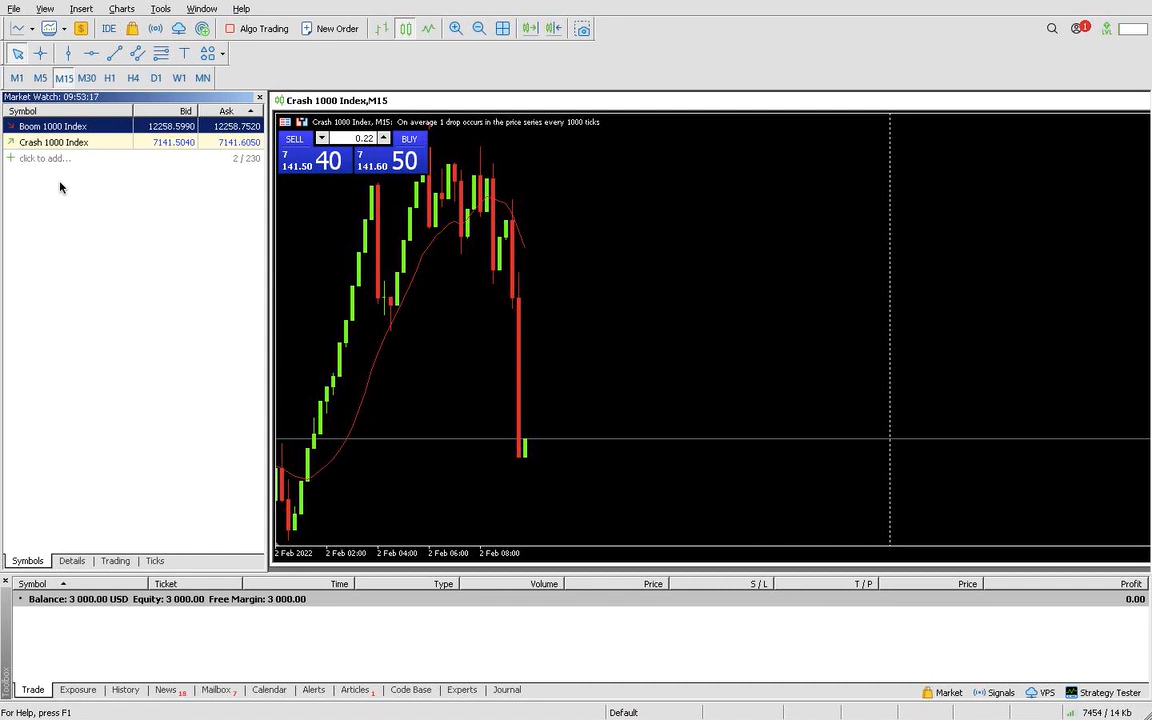 File View Insert Charts Tools Window Help
IDE Algo Trading New Order 1 LVL
M1 M5 M15 M30 H1 H4 D1 W1 MN
Market Watch: 09:53:17
Symbol Bid Ask
Boom 1000 Index 12258.5990 12258.7520
Crash 1000 Index 7141.5040 7141.6050
click to add... 2 / 230
Symbols Details Trading Ticks
Crash 1000 Index,M15
Crash 1000 Index, M15: On average 1 drop occurs in the price series every 1000 ticks
SELL 0.22 BUY
7 141.50 40 7 141.60 50
2 Feb 2022 2 Feb 02:00 2 Feb 04:00 2 Feb 06:00 2 Feb 08:00
Symbol Ticket Time Type Volume Price S / L T / P Price Profit
Balance: 3 000.00 USD Equity: 3 000.00 Free Margin: 3 000.00 0.00
Toolbox
Trade Exposure History News 18 Mailbox 7 Calendar Alerts Articles 1 Code Base Experts Journal Market Signals VPS Strategy Tester
For Help, press F1 Default 7454 / 14 Kb